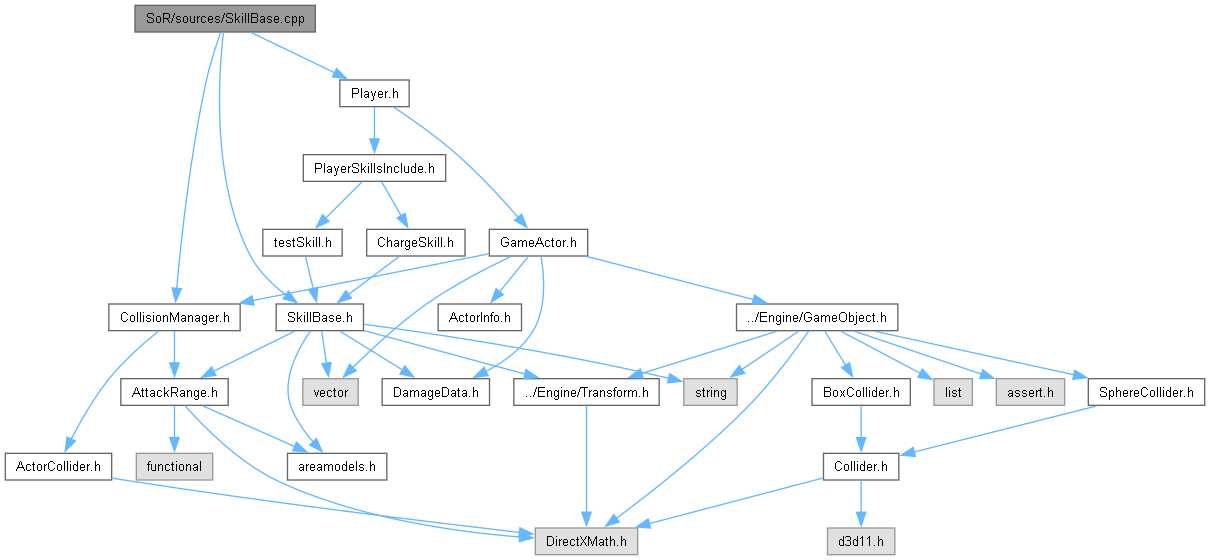 SoR/sources/SkillBase.cpp
Player.h
PlayerSkillsInclude.h
testSkill.h
ChargeSkill.h
GameActor.h
CollisionManager.h
SkillBase.h
ActorInfo.h
../Engine/GameObject.h
AttackRange.h
vector
DamageData.h
../Engine/Transform.h
string
BoxCollider.h
list
assert.h
SphereCollider.h
ActorCollider.h
functional
areamodels.h
Collider.h
DirectXMath.h
d3d11.h